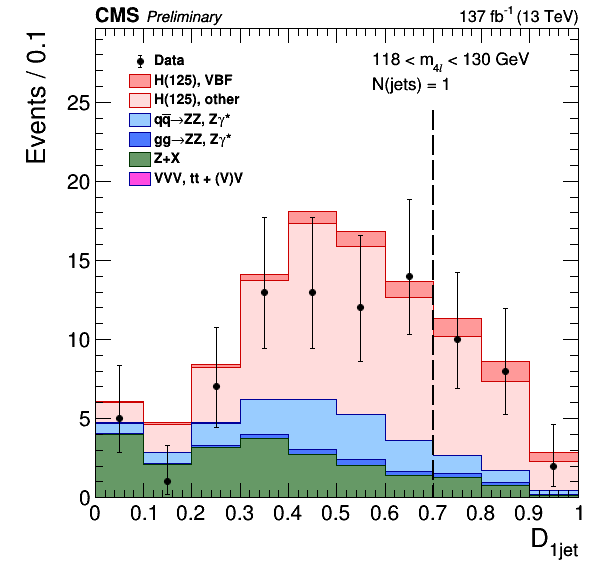 CMS Preliminary 137 fb⁻¹ (13 TeV)
Events / 0.1
118 < m₄ₗ < 130 GeV
N(jets) = 1
Data
H(125), VBF
H(125), other
qq̅→ZZ, Zγ*
gg→ZZ, Zγ*
Z+X
VVV, tt + (V)V
25
20
15
10
5
0
0 0.1 0.2 0.3 0.4 0.5 0.6 0.7 0.8 0.9 1
D₁jet